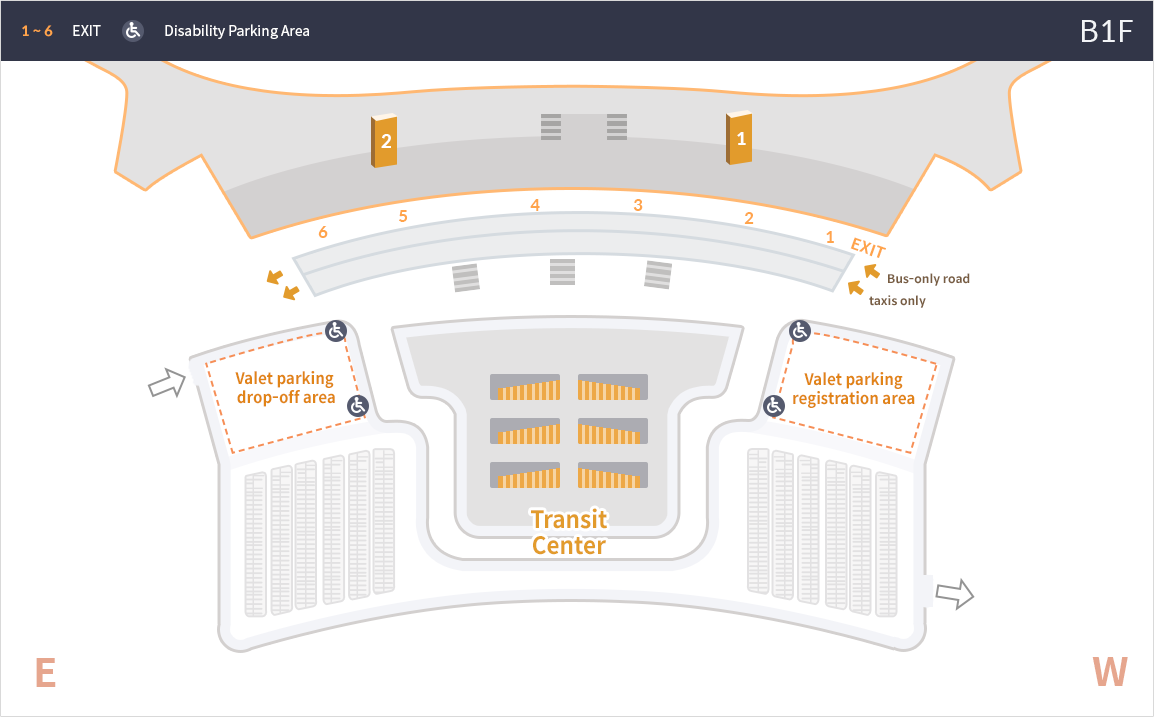 1 ~ 6 EXIT Disability Parking Area B1F
2
1
6
5
4
3
2
1
EXIT
Bus-only road
taxis only
Valet parking
drop-off area
Valet parking
registration area
Transit
Center
E
W